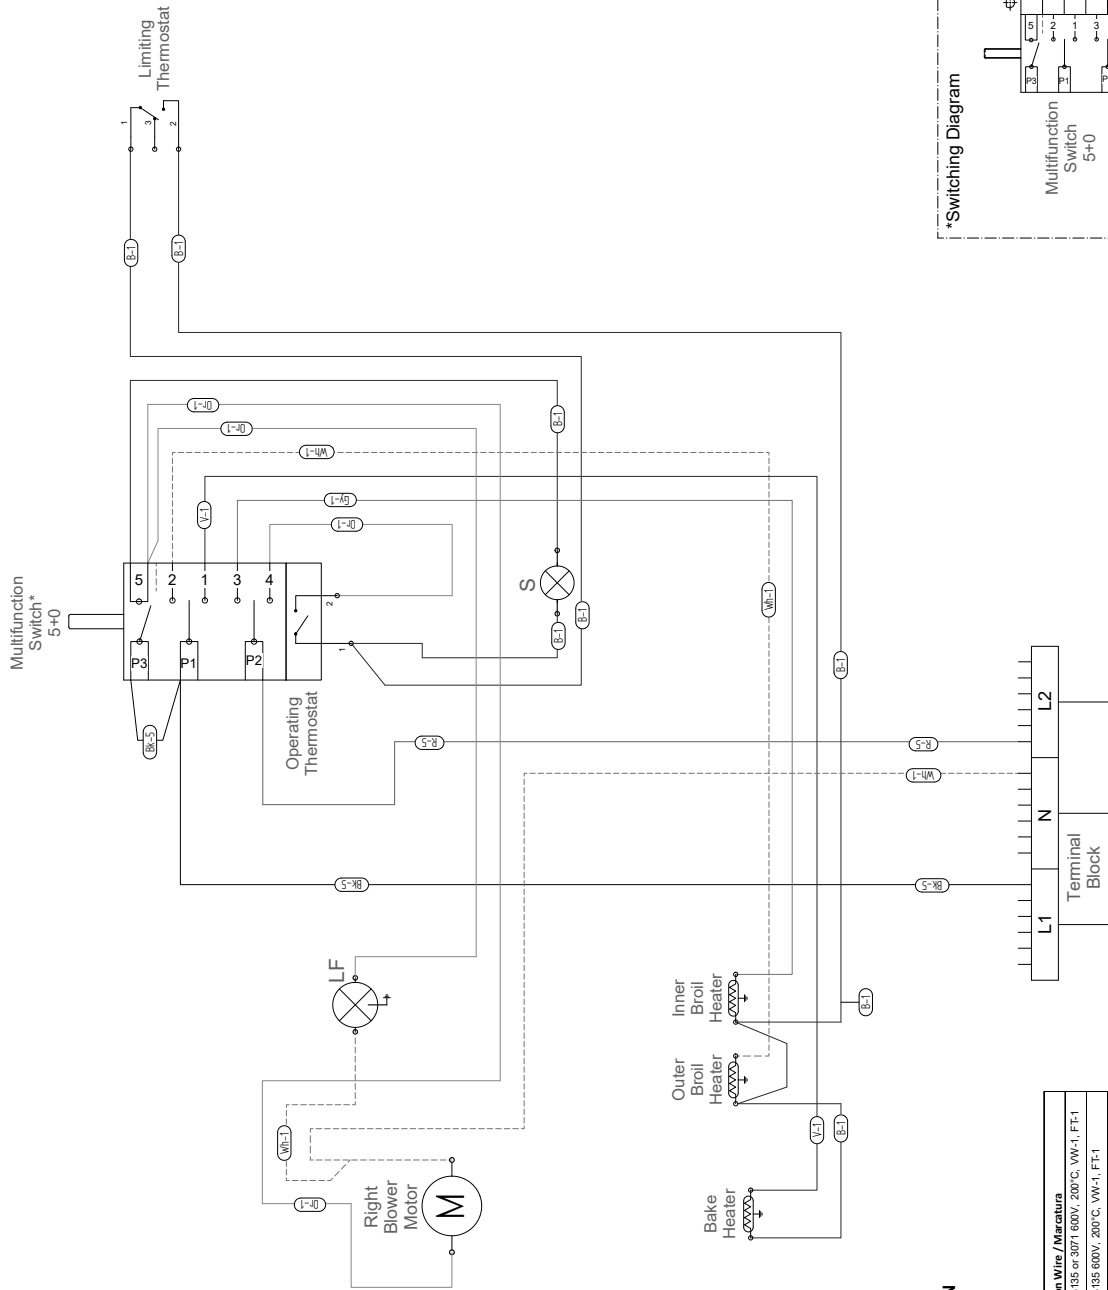 Limiting
Thermostat
1
3
2
B-1
B-1
*Switching Diagram
5
2
1
3
P3
P1
Multifunction
Switch
5+0
Multifunction
Switch*
5+0
5
2
1
3
4
P3
P1
P2
Operating
Thermostat
1
2
Bk-5
Or-1
Or-1
Wh-1
V-1
Gy-1
Or-1
B-1
S
B-1
B-1
Wh-1
B-1
R-5
R-5
Wh-1
Bk-5
Bk-5
L1
N
L2
Terminal
Block
LF
Wh-1
Or-1
Right
Blower
Motor
M
Inner
Broil
Heater
Outer
Broil
Heater
Bake
Heater
B-1
V-1
B-1
n Wire / Marcatura
135 or 3071 600V, 200°C, VW-1, FT-1
135 600V, 200°C, VW-1, FT-1